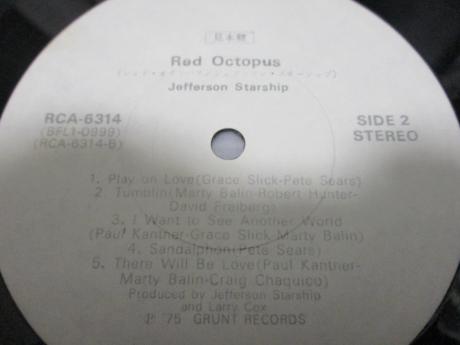 見本盤
Red Octopus
Jefferson Starship
RCA-6314
(BFL1-0999)
(RCA-6314-B)
SIDE 2
STEREO
1. Play on Love(Grace Slick-Pete Sears)
2. Tumblin(Marty Balin-Robert Hunter-
David Freiberg)
3. I Want to See Another World
(Paul Kantner-Grace Slick-Marty Balin)
4. Sandalphon(Pete Sears)
5. There Will Be Love(Paul Kantner-
Marty Balin-Craig Chaquico)
Produced by Jefferson Starship
and Larry Cox
℗ '75 GRUNT RECORDS